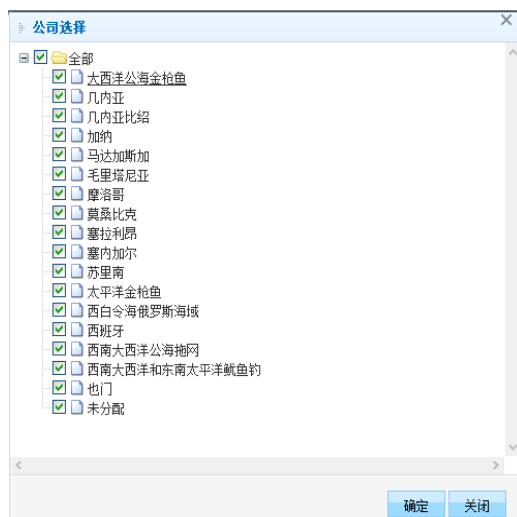 公司选择
全部
大西洋公海金枪鱼
几内亚
几内亚比绍
加纳
马达加斯加
毛里塔尼亚
摩洛哥
莫桑比克
塞拉利昂
塞内加尔
苏里南
太平洋金枪鱼
西白令海俄罗斯海域
西班牙
西南大西洋公海拖网
西南大西洋和东南太平洋鱿鱼钓
也门
未分配
确定 关闭